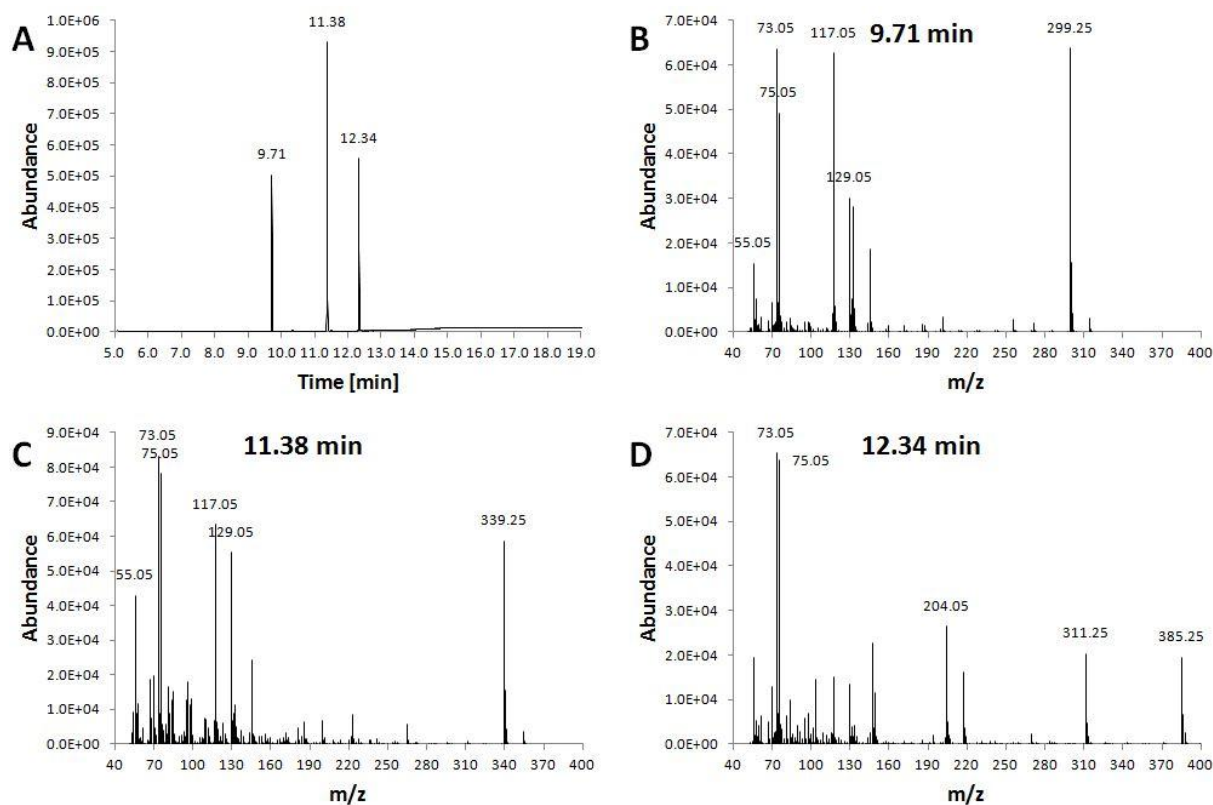 A
Abundance
1.0E+06
9.0E+05
8.0E+05
7.0E+05
6.0E+05
5.0E+05
4.0E+05
3.0E+05
2.0E+05
1.0E+05
0.0E+00
11.38
12.34
9.71
5.0 6.0 7.0 8.0 9.0 10.0 11.0 12.0 13.0 14.0 15.0 16.0 17.0 18.0 19.0
Time [min]
B
9.71 min
Abundance
7.0E+04
6.0E+04
5.0E+04
4.0E+04
3.0E+04
2.0E+04
1.0E+04
0.0E+00
73.05 117.05 299.25
75.05
129.05
55.05
40 70 100 130 160 190 220 250 280 310 340 370 400
m/z
C
11.38 min
Abundance
9.0E+04
8.0E+04
7.0E+04
6.0E+04
5.0E+04
4.0E+04
3.0E+04
2.0E+04
1.0E+04
0.0E+00
73.05
75.05
117.05
129.05
339.25
55.05
40 70 100 130 160 190 220 250 280 310 340 370 400
m/z
D
12.34 min
Abundance
7.0E+04
6.0E+04
5.0E+04
4.0E+04
3.0E+04
2.0E+04
1.0E+04
0.0E+00
73.05
75.05
204.05
311.25
385.25
40 70 100 130 160 190 220 250 280 310 340 370 400
m/z